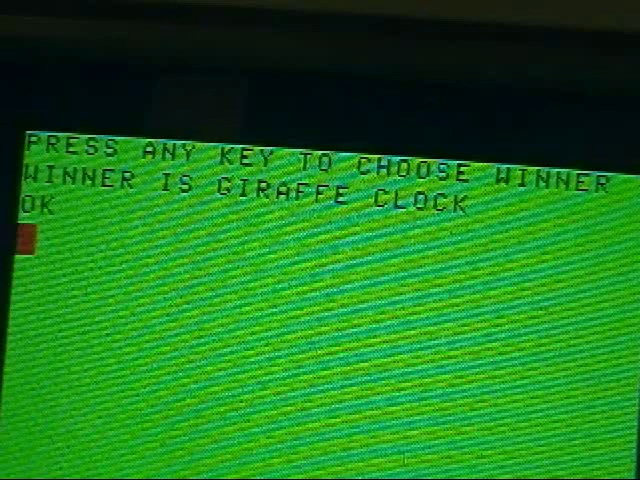 PRESS ANY KEY TO CHOOSE WINNER
WINNER IS GIRAFFE CLOCK
OK